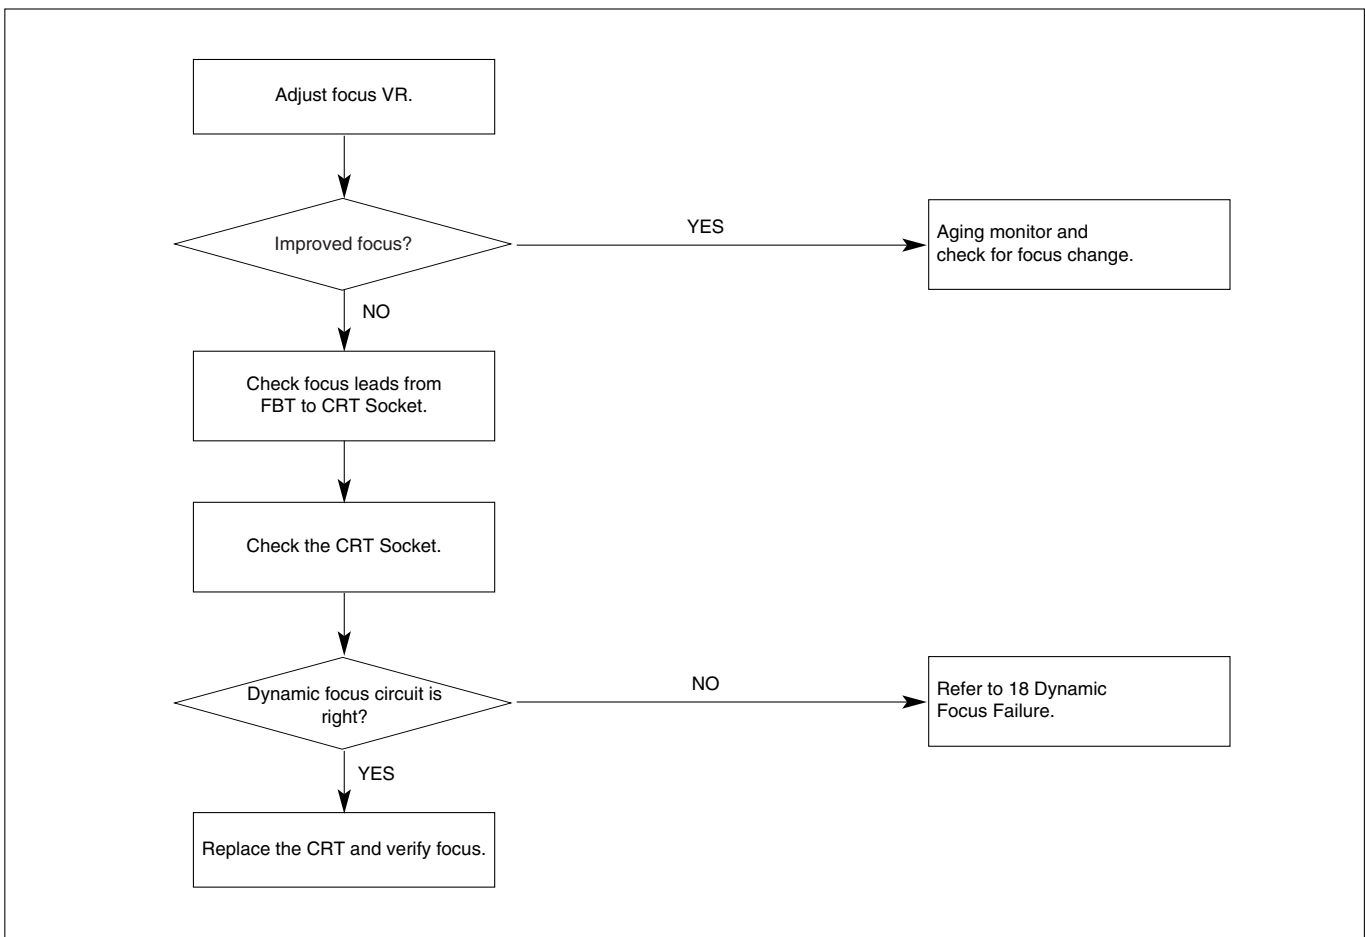 Adjust focus VR.
Improved focus?
YES
Aging monitor and
check for focus change.
NO
Check focus leads from
FBT to CRT Socket.
Check the CRT Socket.
Dynamic focus circuit is
right?
NO
Refer to 18 Dynamic
Focus Failure.
YES
Replace the CRT and verify focus.